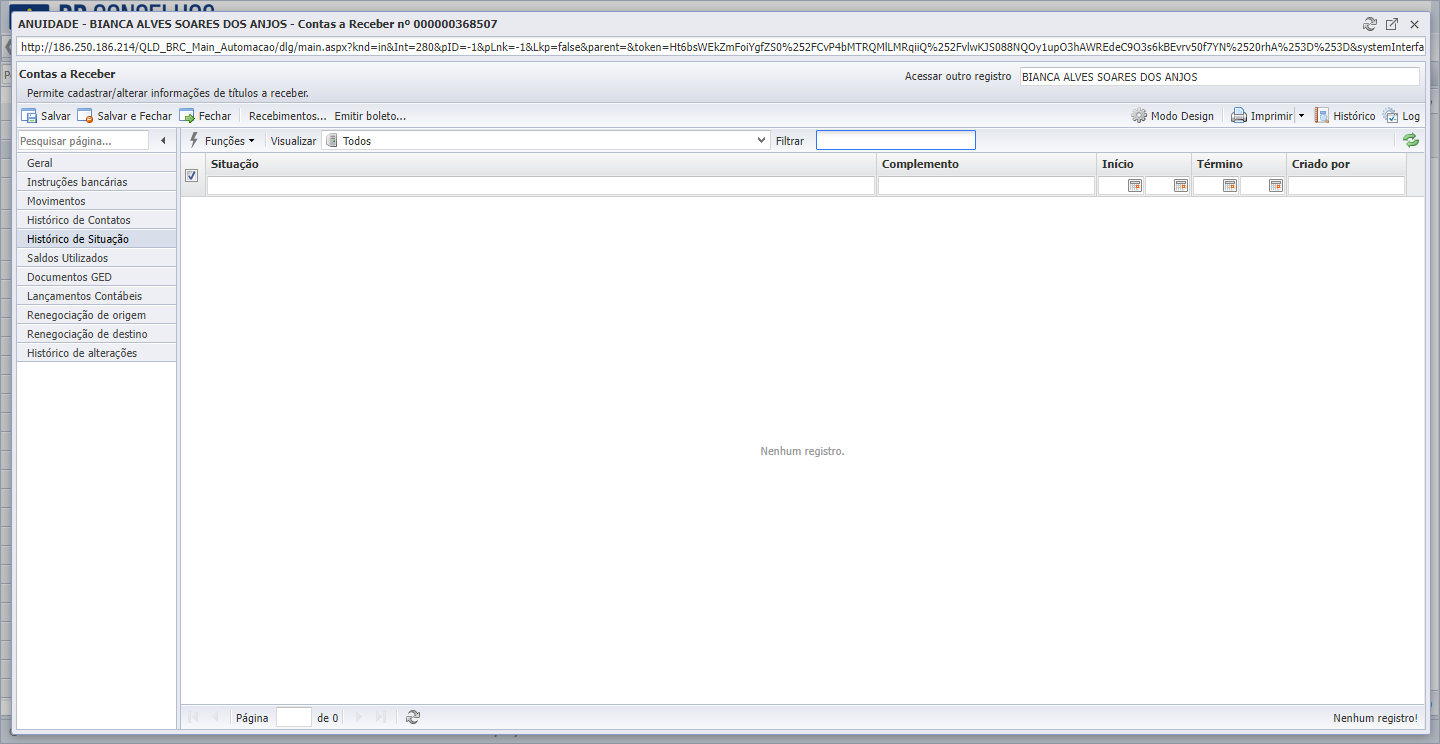 ANUIDADE - BIANCA ALVES SOARES DOS ANJOS - Contas a Receber nº 000000368507
http://186.250.186.214/QLD_BRC_Main_Automacao/dlg/main.aspx?knd=in&Int=280&pID=-1&pLnk=-1&Lkp=false&parent=&token=Ht6bsWEkZmFoiYgfZS0%252FCvP4bMTRQMlLMRqiiQ%252FvlwKJS088NQOy1upO3hAWREdeC9O3s6kBEvrv50f7YN%2520rhA%253D%253D&systemInterfa
Contas a Receber
Acessar outro registro BIANCA ALVES SOARES DOS ANJOS
Permite cadastrar/alterar informações de títulos a receber.
Salvar Salvar e Fechar Fechar Recebimentos... Emitir boleto... Modo Design Imprimir Histórico Log
Pesquisar página... Funções Visualizar Todos Filtrar
Situação Complemento Início Término Criado por
Geral
Instruções bancárias
Movimentos
Histórico de Contatos
Histórico de Situação
Saldos Utilizados
Documentos GED
Lançamentos Contábeis
Renegociação de origem
Renegociação de destino
Histórico de alterações
Nenhum registro.
Página de 0 Nenhum registro!